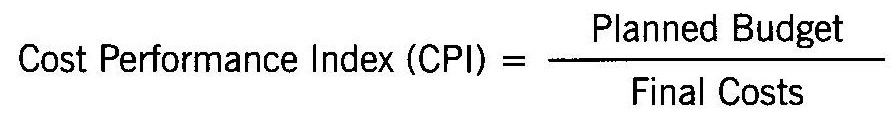 Planned Budget
Cost Performance Index (CPI) =
Final Costs